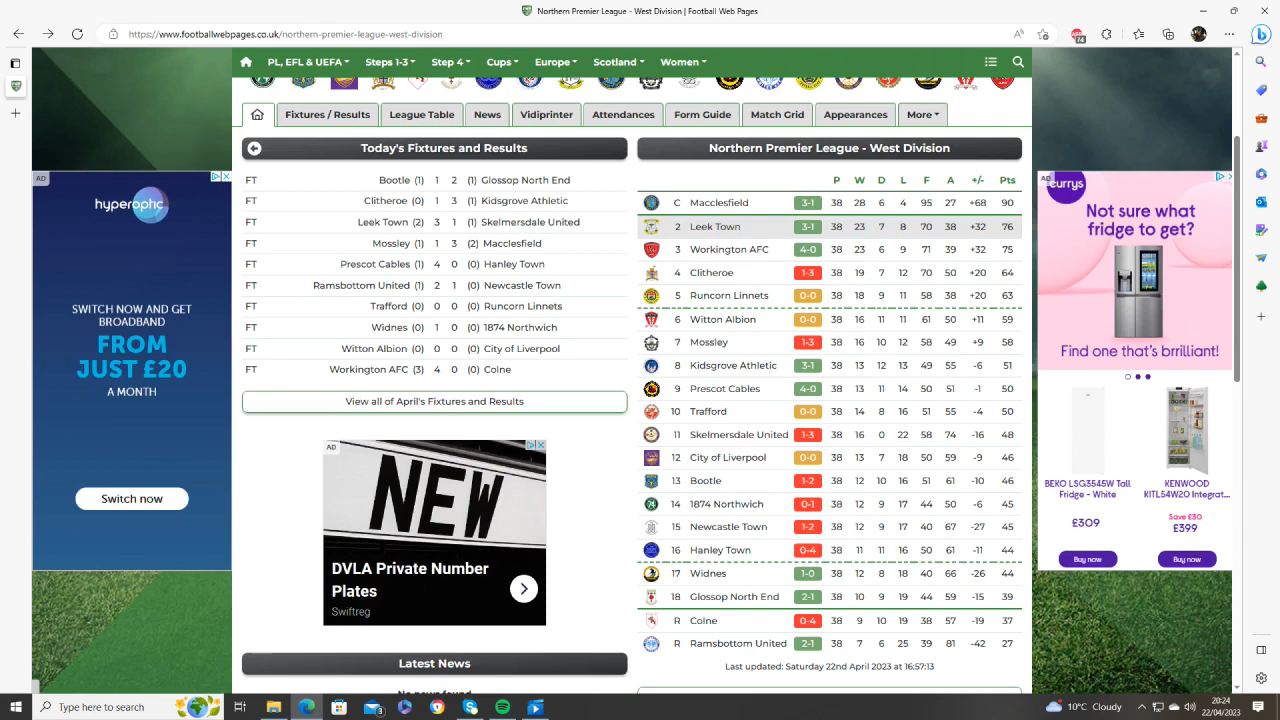 Northern Premier League - West Division | Football Web Pages
https://www.footballwebpages.co.uk/northern-premier-league-west-division
PL, EFL & UEFA Steps 1-3 Step 4 Cups Europe Scotland Women
Fixtures / Results League Table News Vidiprinter Attendances Form Guide Match Grid Appearances More
Today's Fixtures and Results
FT Bootle (1) 1 2 (1) Glossop North End
FT Clitheroe (0) 1 3 (1) Kidsgrove Athletic
FT Leek Town (2) 3 1 (1) Skelmersdale United
FT Mossley (1) 1 3 (2) Macclesfield
FT Prescot Cables (1) 4 0 (0) Hanley Town
FT Ramsbottom United (1) 2 1 (0) Newcastle Town
FT Trafford (0) 0 0 (0) Runcorn Linnets
FT Widnes (0) 1 0 (0) 1874 Northwich
FT Witton Albion (0) 0 0 (0) City of Liverpool
FT Workington AFC (3) 4 0 (0) Colne
View all of April's Fixtures and Results
AD
NEW
DVLA Private Number
Plates
Swiftreg
Latest News
No news found
Northern Premier League - West Division
P W D L F A +/- Pts
C Macclesfield 3-1 38 28 6 4 95 27 +68 90
2 Leek Town 3-1 38 23 7 8 70 38 +32 76
3 Workington AFC 4-0 38 23 6 9 71 39 +32 75
4 Clitheroe 1-3 38 19 7 12 70 50 +20 64
5 Runcorn Linnets 0-0 38 18 9 11 58 38 +20 63
6 Witton Albion 0-0 38 16 11 11 61 50 +11 59
7 Mossley 1-3 38 16 10 12 58 49 +9 58
8 Kidsgrove Athletic 3-1 38 12 13 13 49 55 -6 51
9 Prescot Cables 4-0 38 13 11 14 50 51 -1 50
10 Trafford 0-0 38 14 8 16 51 55 -4 50
11 Skelmersdale United 1-3 38 16 0 22 58 74 -16 48
12 City of Liverpool 0-0 38 13 7 18 50 59 -9 46
13 Bootle 1-2 38 12 10 16 51 61 -10 46
14 1874 Northwich 0-1 38 12 9 17 44 50 -6 45
15 Newcastle Town 1-2 38 12 9 17 40 67 -27 45
16 Hanley Town 0-4 38 11 11 16 50 61 -11 44
17 Widnes 1-0 38 12 8 18 40 66 -26 44
18 Glossop North End 2-1 38 10 9 19 44 59 -15 39
R Colne 0-4 38 9 10 19 38 57 -19 37
R Ramsbottom United 2-1 38 7 6 25 39 81 -42 27
Last updated: Saturday 22nd April 2023 at 16:57:13
AD
hyperoptic
SWITCH NOW AND GET
BROADBAND
FROM
JUST £20
A MONTH
Switch now
AD
currys
Not sure what
fridge to get?
Find one that's brrilliant!
BEKO LSG3545W Tall
Fridge - White
£309
Buy now
KENWOOD
KITL54W20 Integrat...
Save £30
£399
Buy now
Type here to search
10°C Cloudy
20:24
22/04/2023